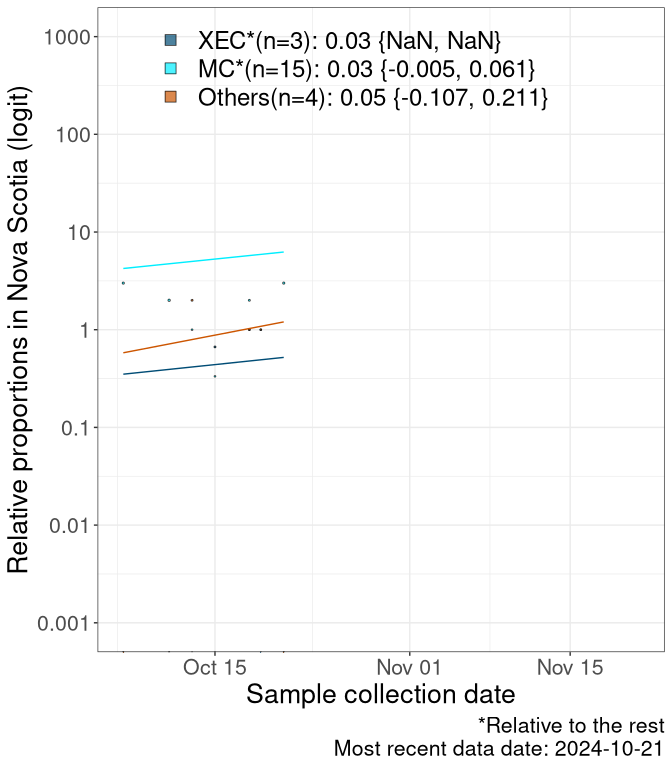 XEC*(n=3): 0.03 {NaN, NaN}
MC*(n=15): 0.03 {-0.005, 0.061}
Others(n=4): 0.05 {-0.107, 0.211}
Relative proportions in Nova Scotia (logit)
1000
100
10
1
0.1
0.01
0.001
Oct 15
Nov 01
Nov 15
Sample collection date
*Relative to the rest
Most recent data date: 2024-10-21